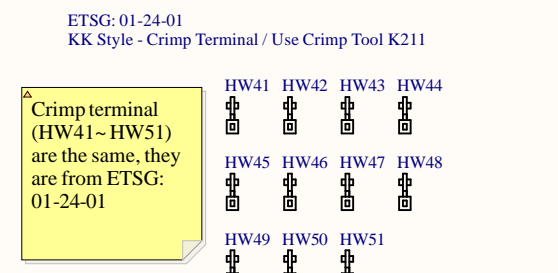 ETSG: 01-24-01
KK Style - Crimp Terminal / Use Crimp Tool K211
Crimp terminal
(HW41~ HW51)
are the same, they
are from ETSG:
01-24-01
HW41 HW42 HW43 HW44
HW45 HW46 HW47 HW48
HW49 HW50 HW51